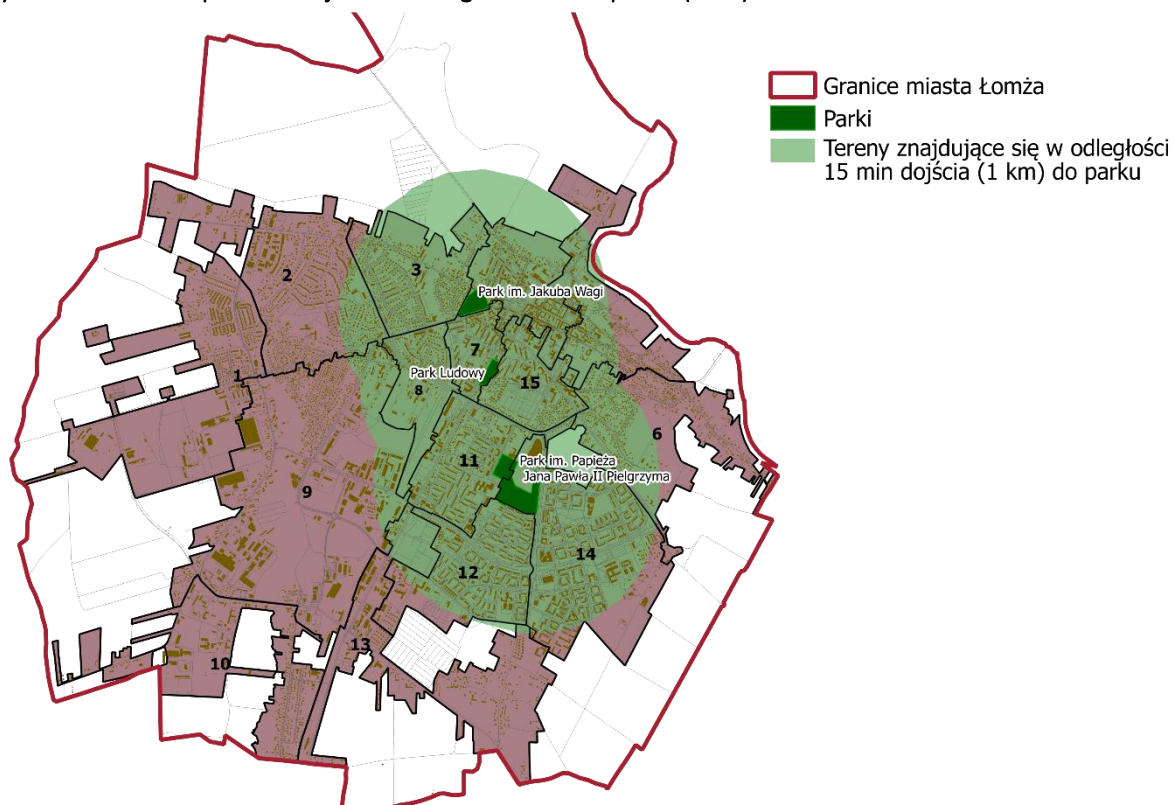 Granice miasta Łomża
Parki
Tereny znajdujące się w odległości
15 min dojścia (1 km) do parku
2
3
Park im. Jakuba Wagi
7
Park Ludowy
1
8
15
6
11
Park im. Papieża
Jana Pawła II Pielgrzyma
9
14
12
13
10